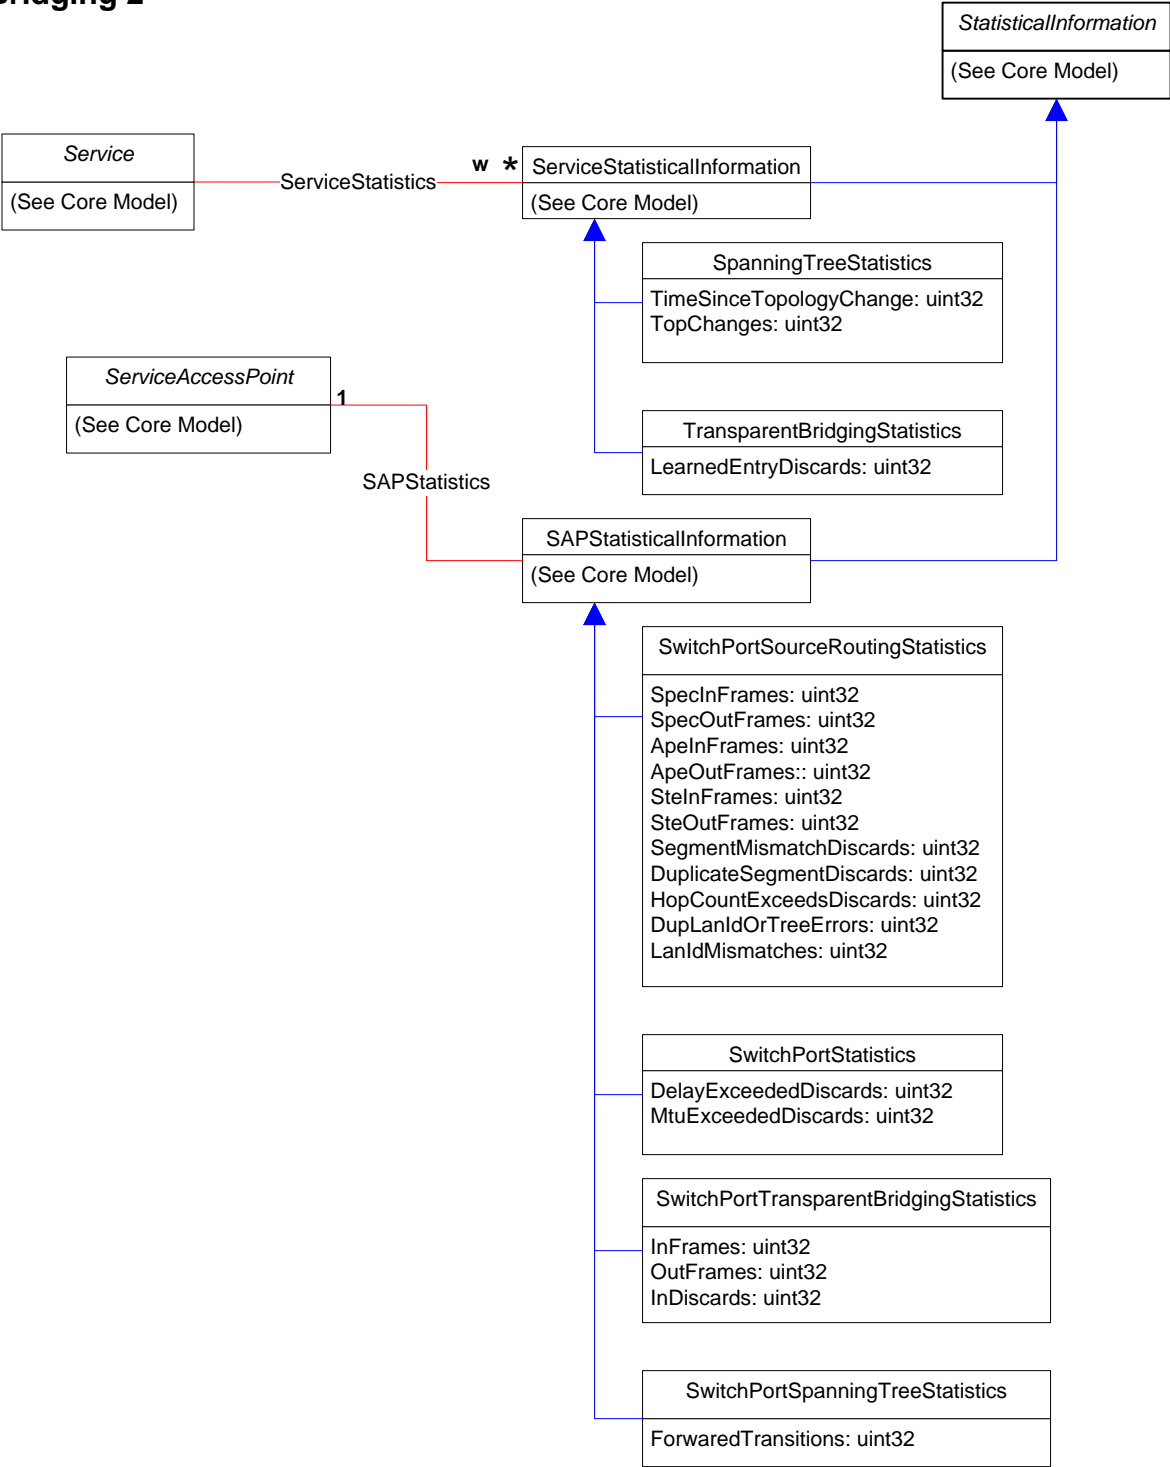 StatisticalInformation
(See Core Model)
Service
(See Core Model)
ServiceStatistics
w *
ServiceStatisticalInformation
(See Core Model)
SpanningTreeStatistics
TimeSinceTopologyChange: uint32
TopChanges: uint32
ServiceAccessPoint
(See Core Model)
1
SAPStatistics
TransparentBridgingStatistics
LearnedEntryDiscards: uint32
SAPStatisticalInformation
(See Core Model)
SwitchPortSourceRoutingStatistics
SpecInFrames: uint32
SpecOutFrames: uint32
ApeInFrames: uint32
ApeOutFrames:: uint32
SteInFrames: uint32
SteOutFrames: uint32
SegmentMismatchDiscards: uint32
DuplicateSegmentDiscards: uint32
HopCountExceedsDiscards: uint32
DupLanIdOrTreeErrors: uint32
LanIdMismatches: uint32
SwitchPortStatistics
DelayExceededDiscards: uint32
MtuExceededDiscards: uint32
SwitchPortTransparentBridgingStatistics
InFrames: uint32
OutFrames: uint32
InDiscards: uint32
SwitchPortSpanningTreeStatistics
ForwaredTransitions: uint32